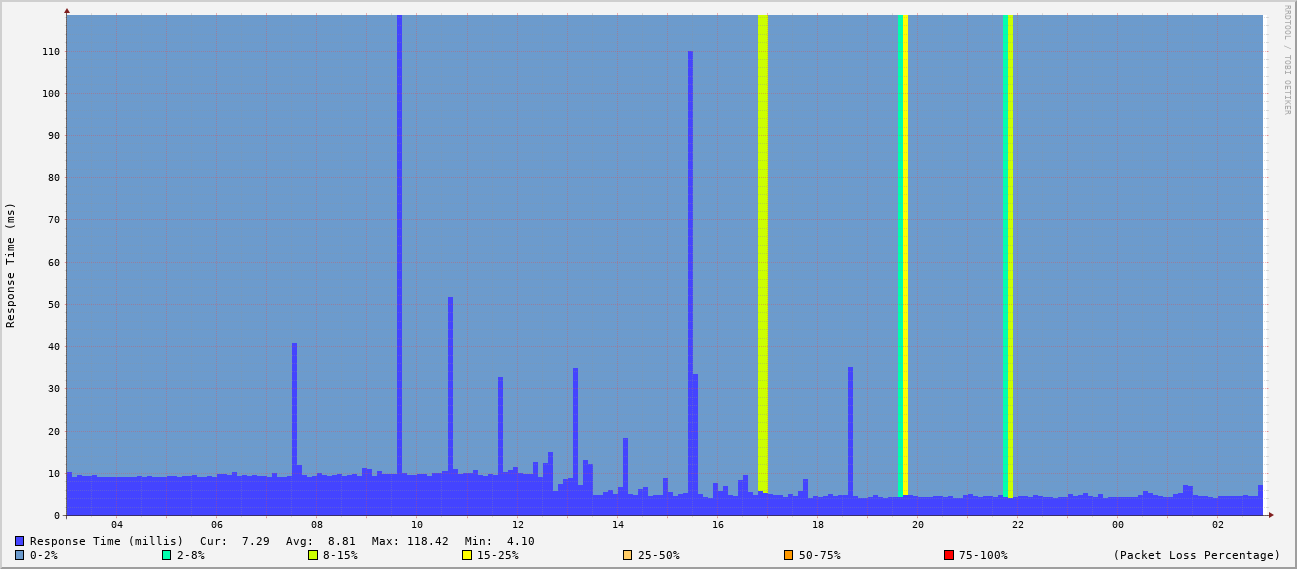 RRDTOOL / TOBI OETIKER
Response Time (ms)
110
100
90
80
70
60
50
40
30
20
10
0
04 06 08 10 12 14 16 18 20 22 00 02
Response Time (millis) Cur: 7.29 Avg: 8.81 Max: 118.42 Min: 4.10
0-2% 2-8% 8-15% 15-25% 25-50% 50-75% 75-100% (Packet Loss Percentage)